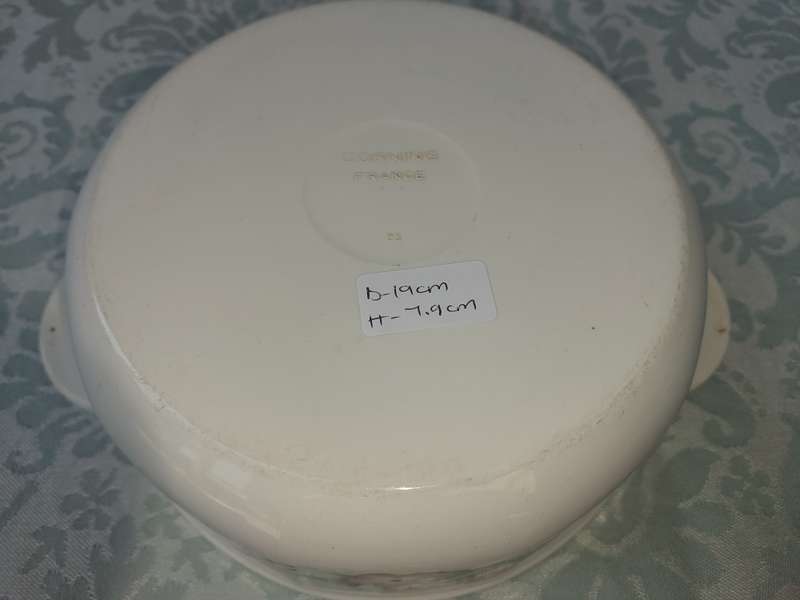 CORNING
FRANCE
D-19cm
H-7.9cm